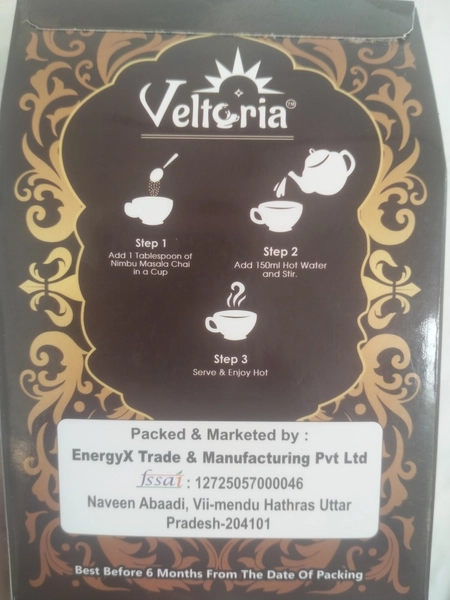 Veltoria™
Step 1
Add 1 Tablespoon of
Nimbu Masala Chai
in a Cup
Step 2
Add 150ml Hot Water
and Stir.
Step 3
Serve & Enjoy Hot
Packed & Marketed by :
EnergyX Trade & Manufacturing Pvt Ltd
fssai : 12725057000046
Naveen Abaadi, Vii-mendu Hathras Uttar
Pradesh-204101
Best Before 6 Months From The Date Of Packing